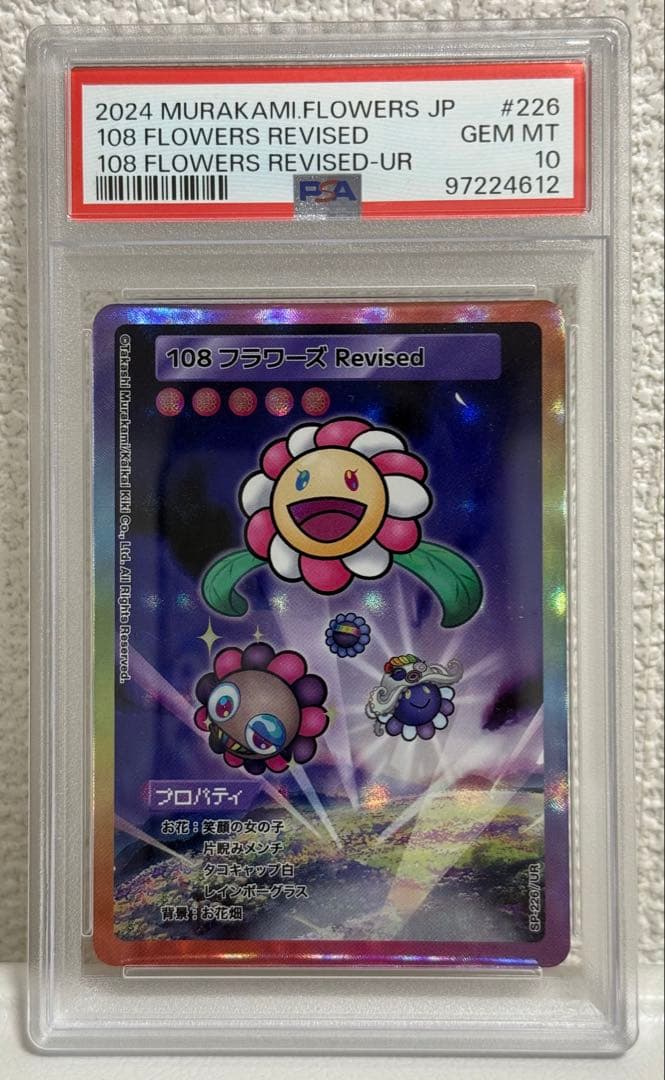 2024 MURAKAMI.FLOWERS JP #226
108 FLOWERS REVISED GEM MT
108 FLOWERS REVISED-UR 10
PSA 97224612
108 フラワーズ Revised
©Takashi Murakami/Kaikai Kiki Co., Ltd. All Rights Reserved.
プロパティ
お花：笑顔の女の子
片睨みメンチ
タコキャップ白
レインボーグラス
背景：お花畑
SP-226/UR